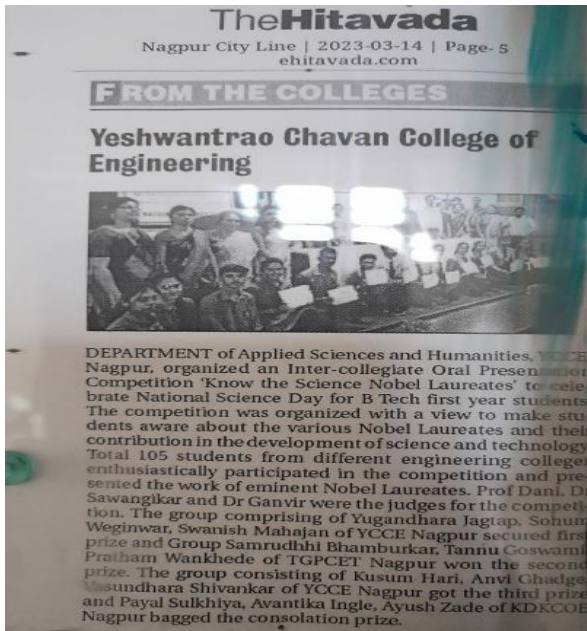 TheHitavada
Nagpur City Line | 2023-03-14 | Page- 5
ehitavada.com
FROM THE COLLEGES
Yeshwantrao Chavan College of
Engineering
DEPARTMENT of Applied Sciences and Humanities, YCCE
Nagpur, organized an Inter-collegiate Oral Presentation
Competition 'Know the Science Nobel Laureates' to cele
brate National Science Day for B Tech first year students
The competition was organized with a view to make stu
dents aware about the various Nobel Laureates and thei
contribution in the development of science and technology
Total 105 students from different engineering college
enthusiastically participated in the competition and pre
sented the work of eminent Nobel Laureates. Prof Dani, D
Sawangikar and Dr Ganvir were the judges for the competi
tion. The group comprising of Yugandhara Jagtap, Sohum
Weginwar, Swanish Mahajan of YCCE Nagpur secured firs
prize and Group Samrudhhi Bhamburkar, Tannu Goswam
Pratham Wankhede of TGPCET Nagpur won the second
prize. The group consisting of Kusum Hari, Anvi Ghadge
Vasundhara Shivankar of YCCE Nagpur got the third prize
and Payal Sulkhiya, Avantika Ingle, Ayush Zade of KDKCOE
Nagpur bagged the consolation prize.